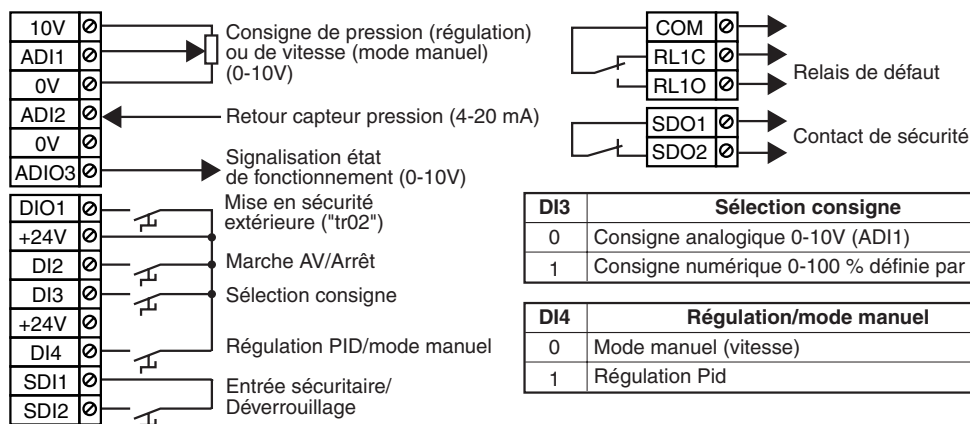 10V
ADI1
0V
ADI2
0V
ADIO3
Consigne de pression (régulation)
ou de vitesse (mode manuel)
(0-10V)
Retour capteur pression (4-20 mA)
Signalisation état
de fonctionnement (0-10V)
DIO1
+24V
DI2
DI3
+24V
DI4
SDI1
SDI2
Mise en sécurité
extérieure ("tr02")
Marche AV/Arrêt
Sélection consigne
Régulation PID/mode manuel
Entrée sécuritaire/
Déverrouillage
COM
RL1C
RL1O
Relais de défaut
SDO1
SDO2
Contact de sécurité
DI3 Sélection consigne
0 Consigne analogique 0-10V (ADI1)
1 Consigne numérique 0-100 % définie par
DI4 Régulation/mode manuel
0 Mode manuel (vitesse)
1 Régulation Pid